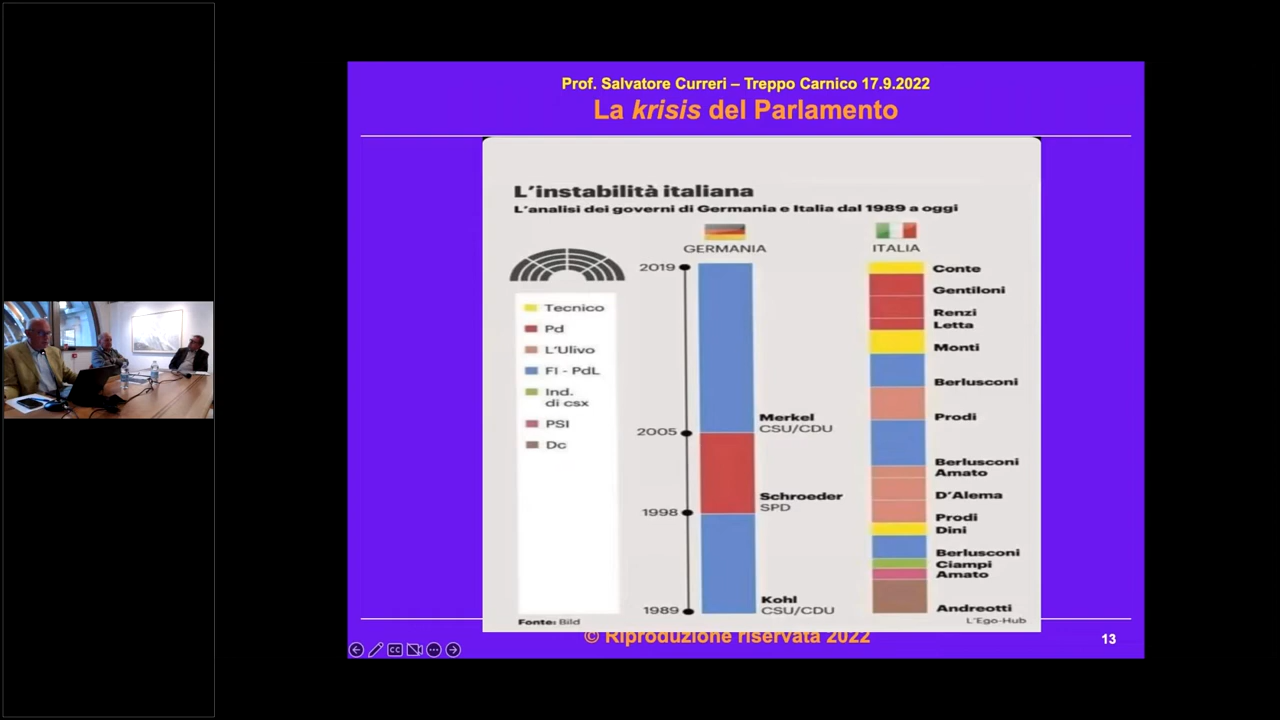 Prof. Salvatore Curreri – Treppo Carnico 17.9.2022
La krisis del Parlamento
L'instabilità italiana
L'analisi dei governi di Germania e Italia dal 1989 a oggi
GERMANIA
ITALIA
2019
2005
1998
1989
Tecnico
Pd
L'Ulivo
FI - PdL
Ind.
di csx
PSI
Dc
Merkel
CSU/CDU
Schroeder
SPD
Kohl
CSU/CDU
Conte
Gentiloni
Renzi
Letta
Monti
Berlusconi
Prodi
Berlusconi
Amato
D'Alema
Prodi
Dini
Berlusconi
Ciampi
Amato
Andreotti
Fonte: Bild
L'Ego-Hub
© Riproduzione riservata 2022
13
CC